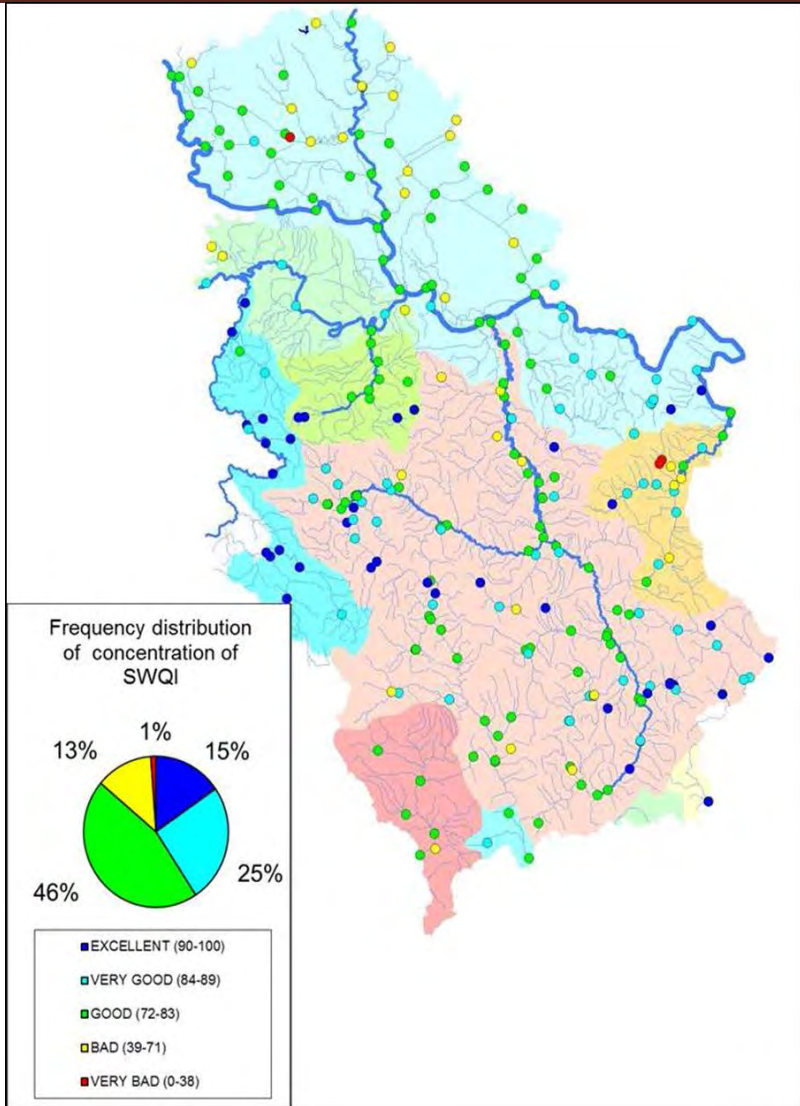 Frequency distribution
of concentration of
SWQI
1%
13%
15%
25%
46%
EXCELLENT (90-100)
VERY GOOD (84-89)
GOOD (72-83)
BAD (39-71)
VERY BAD (0-38)